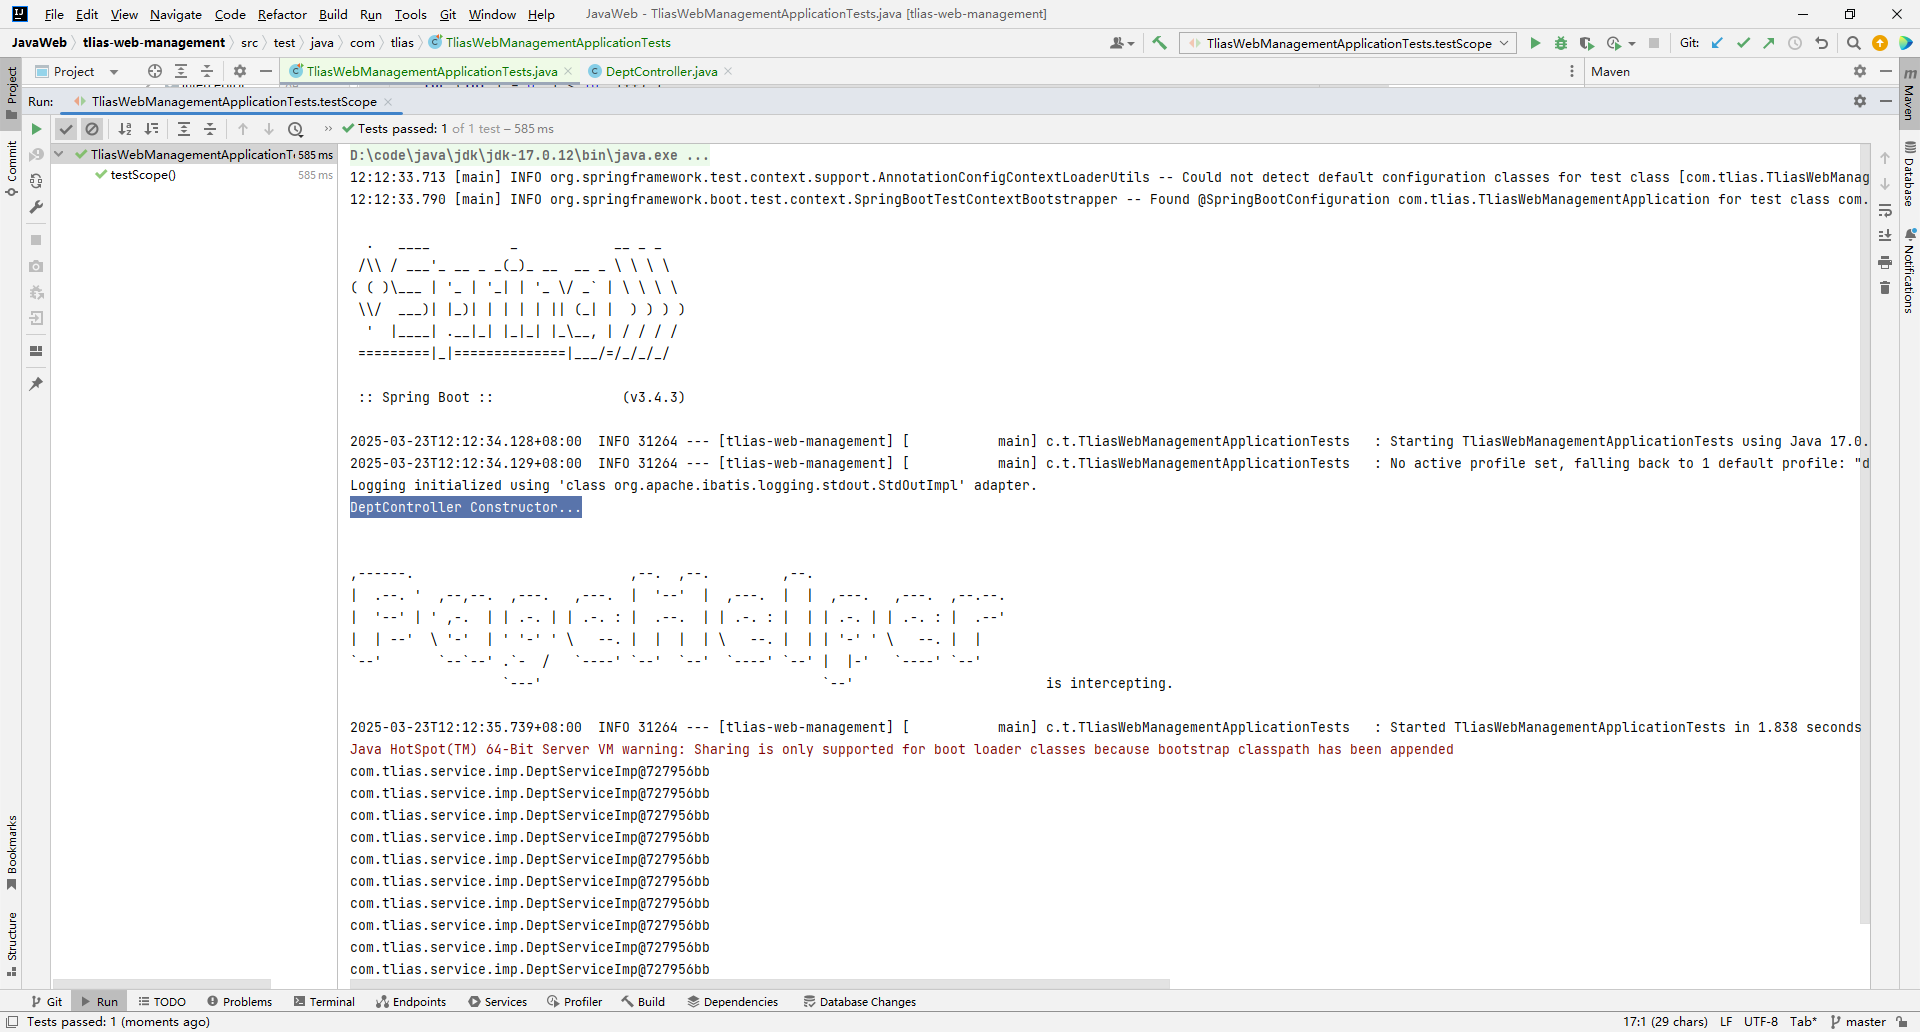 File Edit View Navigate Code Refactor Build Run Tools Git Window Help JavaWeb - TliasWebManagementApplicationTests.java [tlias-web-management]
JavaWeb tlias-web-management src test java com tlias TliasWebManagementApplicationTests TliasWebManagementApplicationTests.testScope Git:
Project TliasWebManagementApplicationTests.java DeptController.java Maven
Run: TliasWebManagementApplicationTests.testScope
Tests passed: 1 of 1 test – 585 ms
TliasWebManagementApplicationT 585 ms
testScope() 585 ms
D:\code\java\jdk\jdk-17.0.12\bin\java.exe ...
12:12:33.713 [main] INFO org.springframework.test.context.support.AnnotationConfigContextLoaderUtils -- Could not detect default configuration classes for test class [com.tlias.TliasWebManag
12:12:33.790 [main] INFO org.springframework.boot.test.context.SpringBootTestContextBootstrapper -- Found @SpringBootConfiguration com.tlias.TliasWebManagementApplication for test class com.
  .   ____          _            __ _ _
 /\\ / ___'_ __ _ _(_)_ __  __ _ \ \ \ \
( ( )\___ | '_ | '_| | '_ \/ _` | \ \ \ \
 \\/  ___)| |_)| | | | | || (_| |  ) ) ) )
  '  |____| .__|_| |_|_| |_\__, | / / / /
 =========|_|==============|___/=/_/_/_/
 :: Spring Boot ::                (v3.4.3)
2025-03-23T12:12:34.128+08:00  INFO 31264 --- [tlias-web-management] [           main] c.t.TliasWebManagementApplicationTests   : Starting TliasWebManagementApplicationTests using Java 17.0.
2025-03-23T12:12:34.129+08:00  INFO 31264 --- [tlias-web-management] [           main] c.t.TliasWebManagementApplicationTests   : No active profile set, falling back to 1 default profile: "d
Logging initialized using 'class org.apache.ibatis.logging.stdout.StdOutImpl' adapter.
DeptController Constructor...
,------.                           ,--.  ,--.         ,--.
|  .--. '  ,--,--.  ,---.   ,---.  |  '--'  |  ,---.  |  |  ,---.   ,---.  ,--.--.
|  '--' | ' ,-.  | | .-. | | .-. : |  .--.  | | .-. : |  | | .-. | | .-. : |  .--'
|  | --'  \ '-'  | ' '-' ' \   --. |  |  |  | \   --. |  | | '-' ' \   --. |  |
`--'       `--`--' .`-  /   `----' `--'  `--'  `----' `--' |  |-'   `----' `--'
                   `---'                                   `--'                        is intercepting.
2025-03-23T12:12:35.739+08:00  INFO 31264 --- [tlias-web-management] [           main] c.t.TliasWebManagementApplicationTests   : Started TliasWebManagementApplicationTests in 1.838 seconds
Java HotSpot(TM) 64-Bit Server VM warning: Sharing is only supported for boot loader classes because bootstrap classpath has been appended
com.tlias.service.imp.DeptServiceImp@727956bb
com.tlias.service.imp.DeptServiceImp@727956bb
com.tlias.service.imp.DeptServiceImp@727956bb
com.tlias.service.imp.DeptServiceImp@727956bb
com.tlias.service.imp.DeptServiceImp@727956bb
com.tlias.service.imp.DeptServiceImp@727956bb
com.tlias.service.imp.DeptServiceImp@727956bb
com.tlias.service.imp.DeptServiceImp@727956bb
com.tlias.service.imp.DeptServiceImp@727956bb
com.tlias.service.imp.DeptServiceImp@727956bb
Project
Commit
Bookmarks
Structure
Maven
Database
Notifications
Git Run TODO Problems Terminal Endpoints Services Profiler Build Dependencies Database Changes
Tests passed: 1 (moments ago) 17:1 (29 chars) LF UTF-8 Tab* master